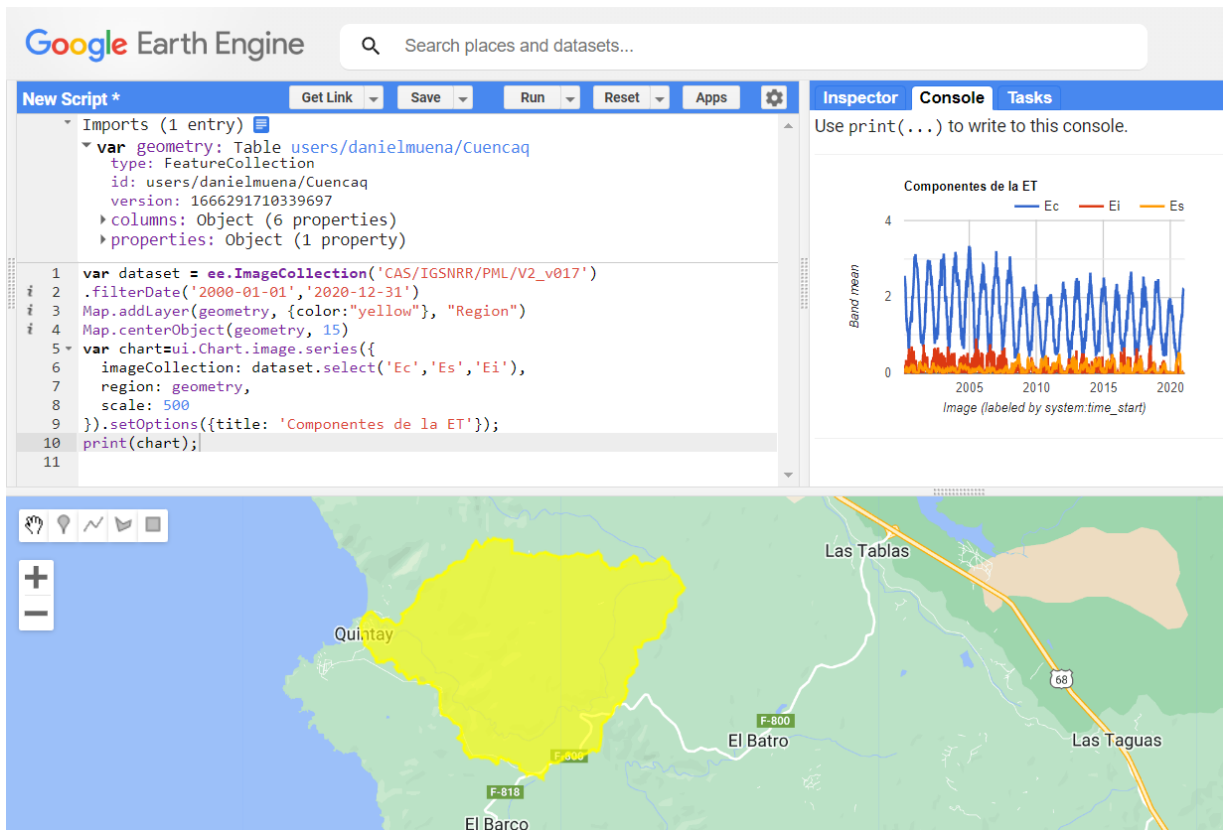 Google Earth Engine
Search places and datasets...
New Script *
Get Link
Save
Run
Reset
Apps
Imports (1 entry)
var geometry: Table users/danielmuena/Cuencaq
type: FeatureCollection
id: users/danielmuena/Cuencaq
version: 1666291710339697
columns: Object (6 properties)
properties: Object (1 property)
1 var dataset = ee.ImageCollection('CAS/IGSNRR/PML/V2_v017')
i 2 .filterDate('2000-01-01','2020-12-31')
i 3 Map.addLayer(geometry, {color:"yellow"}, "Region")
i 4 Map.centerObject(geometry, 15)
5 var chart=ui.Chart.image.series({
6 imageCollection: dataset.select('Ec','Es','Ei'),
7 region: geometry,
8 scale: 500
9 }).setOptions({title: 'Componentes de la ET'});
10 print(chart);
11
Inspector
Console
Tasks
Use print(...) to write to this console.
Componentes de la ET
Ec
Ei
Es
4
2
0
Band mean
2005
2010
2015
2020
Image (labeled by system:time_start)
Las Tablas
Quintay
68
F-800
El Batro
Las Taguas
F-800
F-818
El Barco